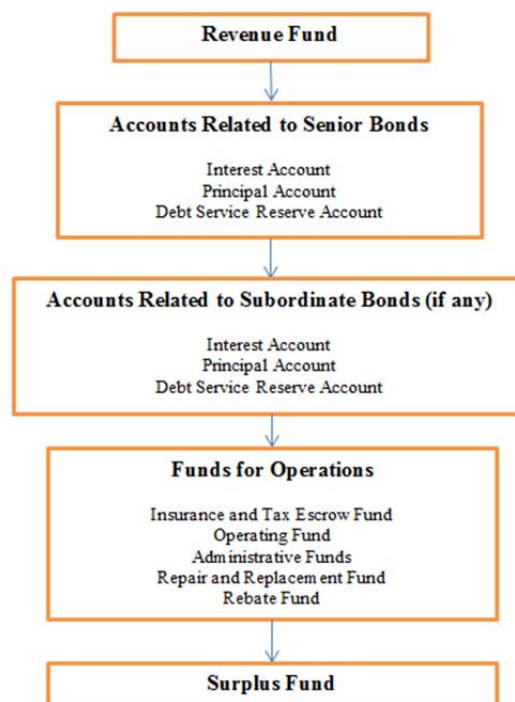 Revenue Fund
Accounts Related to Senior Bonds
Interest Account
Principal Account
Debt Service Reserve Account
Accounts Related to Subordinate Bonds (if any)
Interest Account
Principal Account
Debt Service Reserve Account
Funds for Operations
Insurance and Tax Escrow Fund
Operating Fund
Administrative Funds
Repair and Replacement Fund
Rebate Fund
Surplus Fund